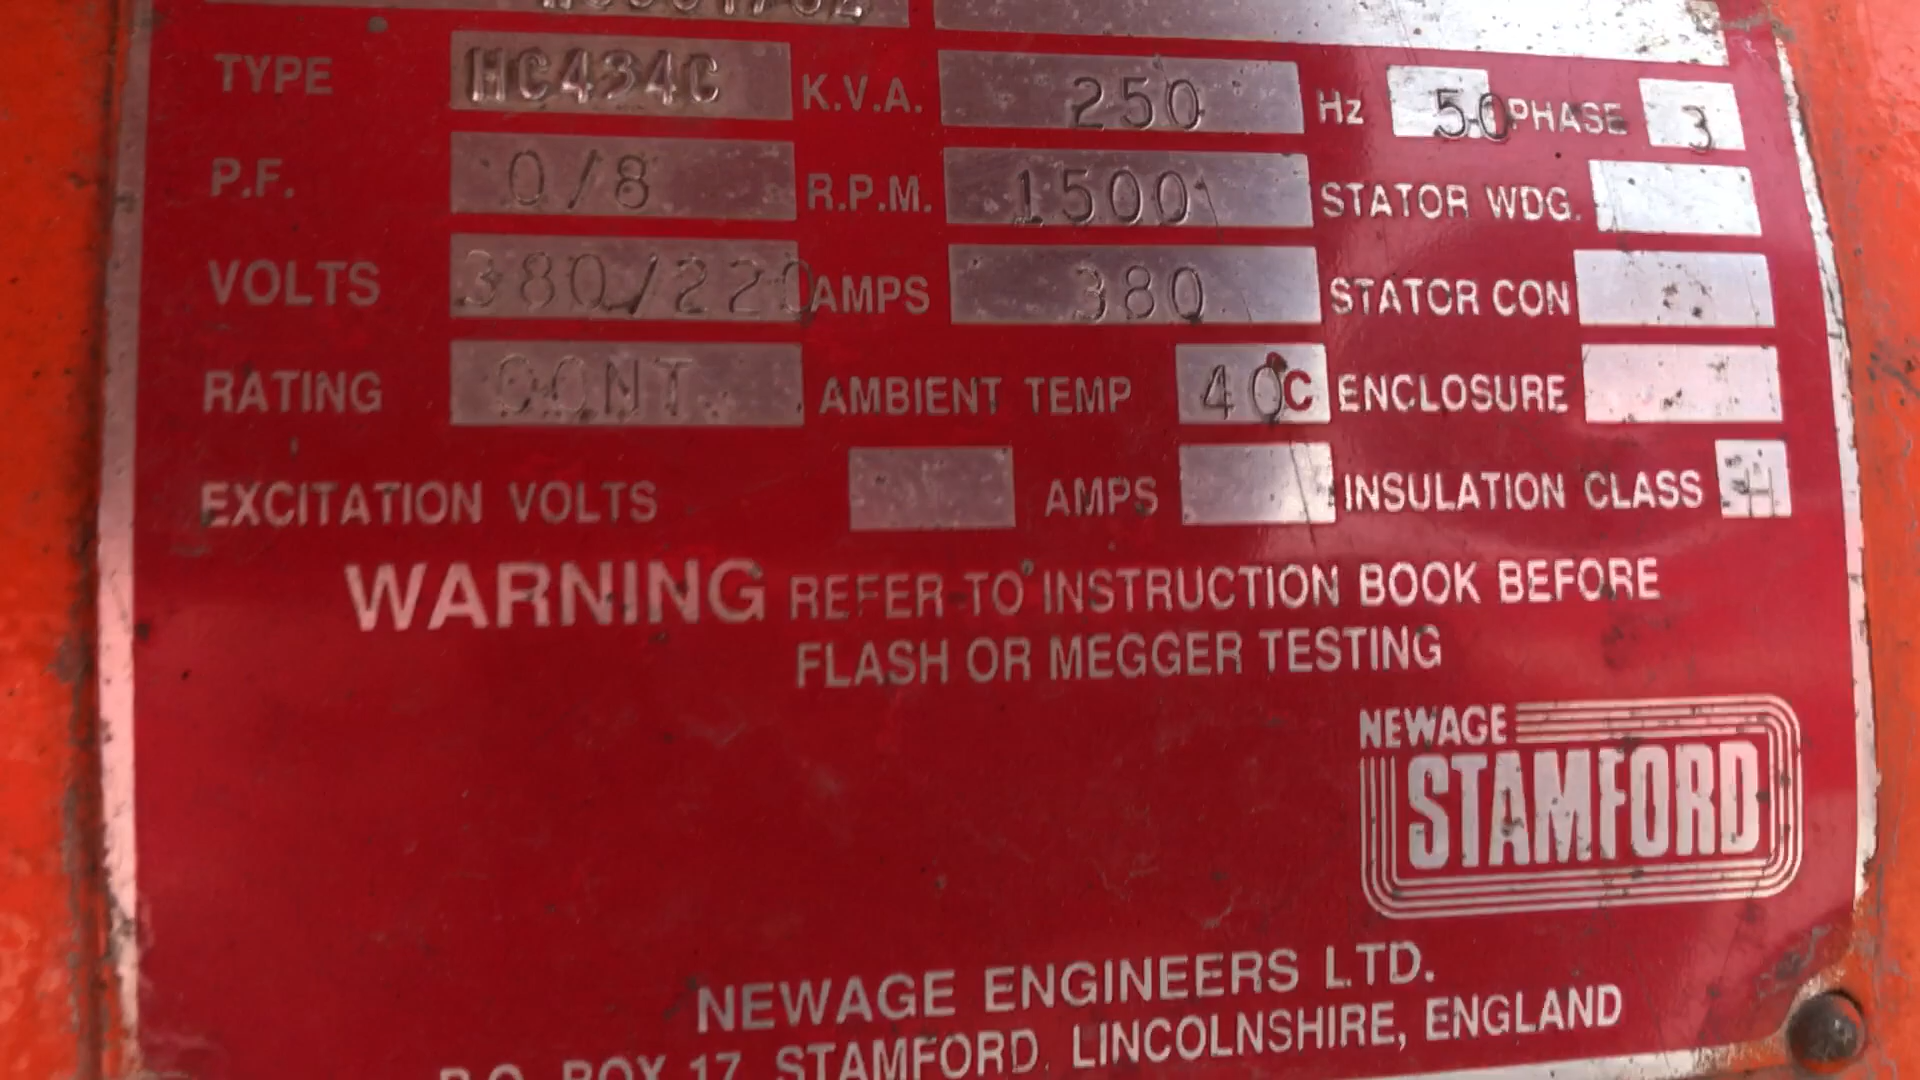 TYPE HC434C K.V.A. 250 Hz 50 PHASE 3
P.F. 0/8 R.P.M. 1500 STATOR WDG.
VOLTS 380/220 AMPS 380 STATOR CON
RATING CONT. AMBIENT TEMP 40°C ENCLOSURE
EXCITATION VOLTS AMPS INSULATION CLASS H
WARNING REFER TO INSTRUCTION BOOK BEFORE
FLASH OR MEGGER TESTING
NEWAGE
STAMFORD
NEWAGE ENGINEERS LTD.
P.O. BOX 17, STAMFORD, LINCOLNSHIRE, ENGLAND